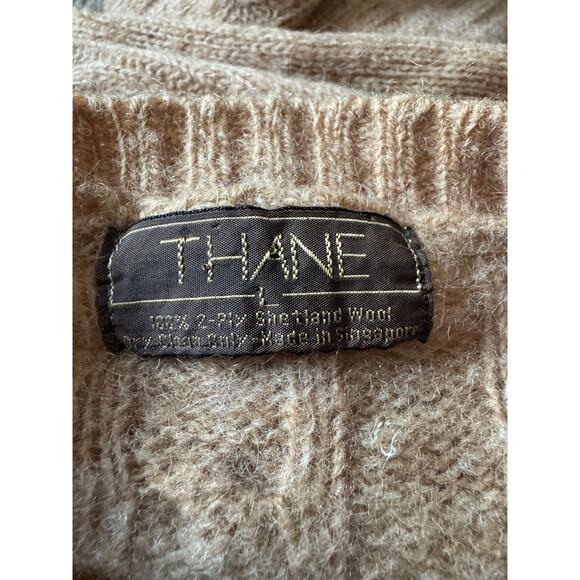 THANE
L
100% 2-Ply Shetland Wool
Dry Clean Only - Made in Singapore